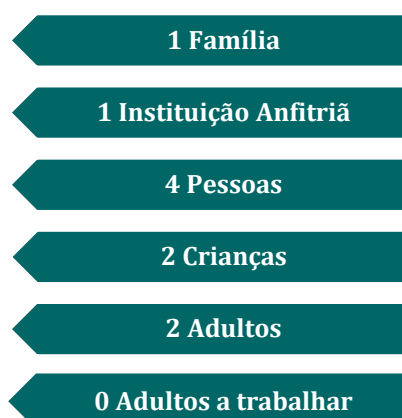 1 Família
1 Instituição Anfitriã
4 Pessoas
2 Crianças
2 Adultos
0 Adultos a trabalhar